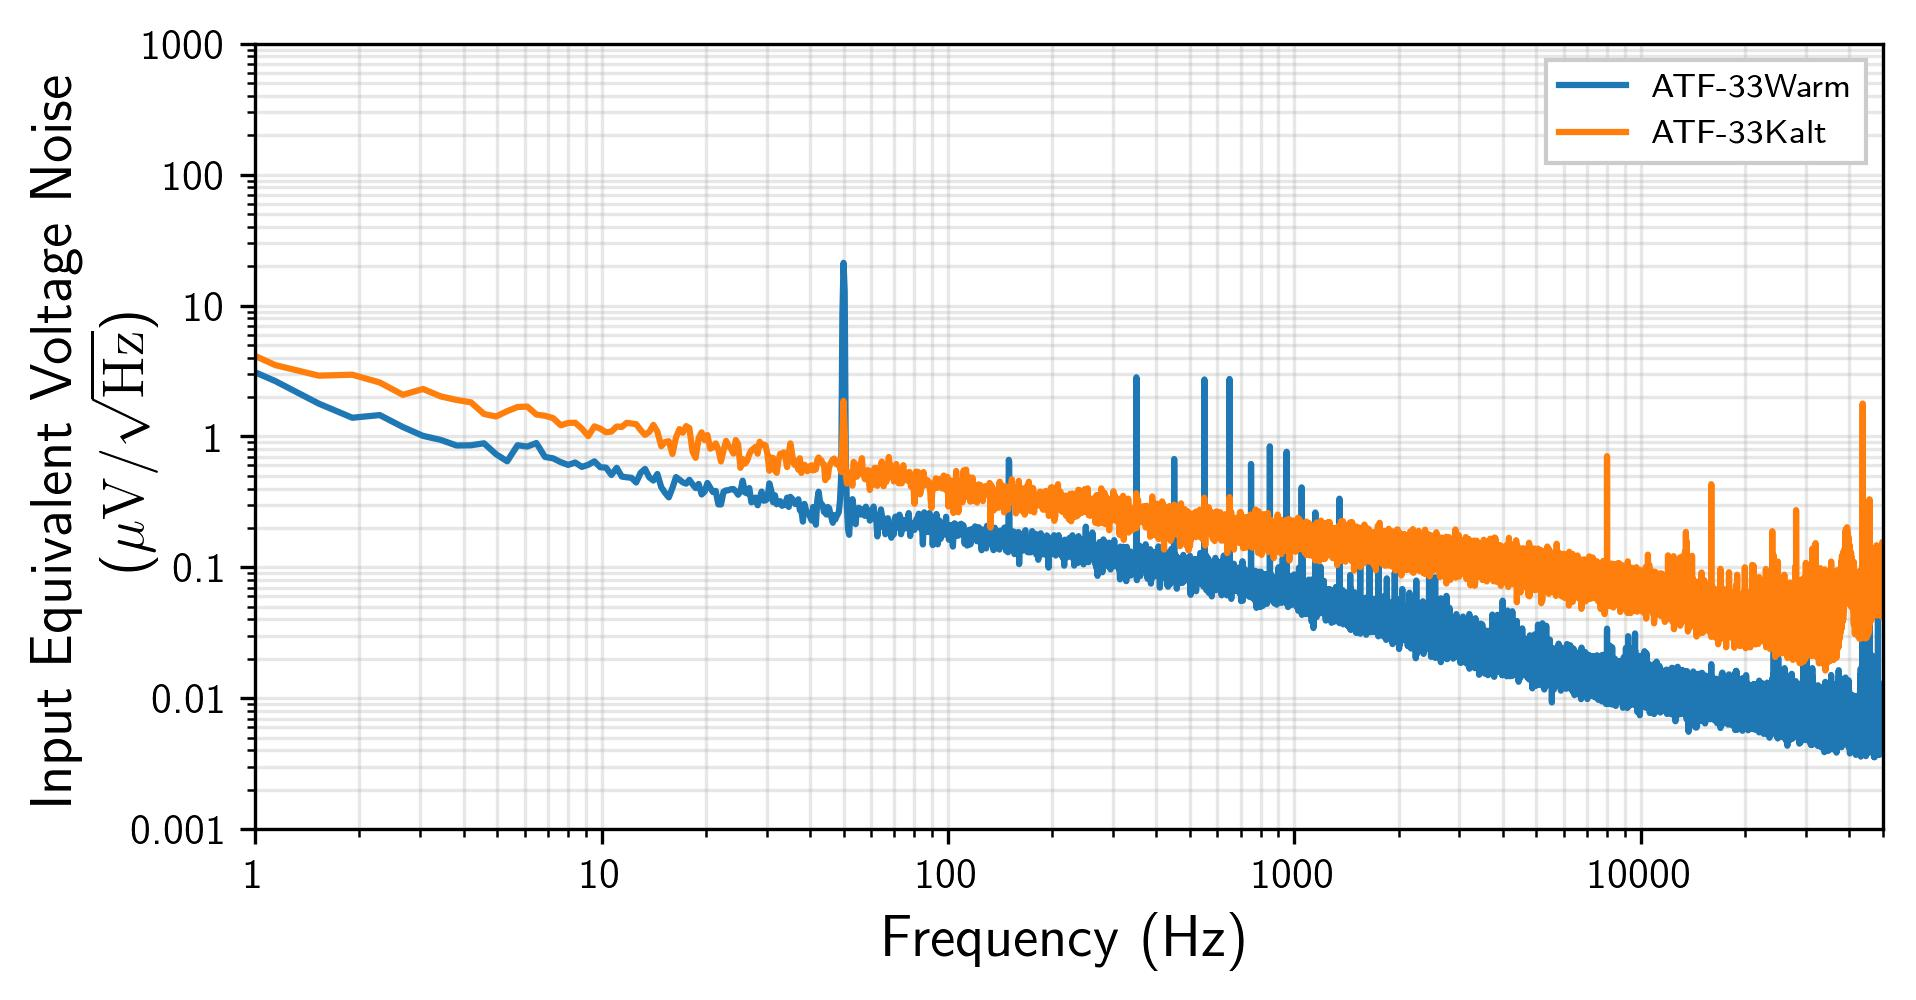 Input Equivalent Voltage Noise
(μV/√Hz)
1000
100
10
1
0.1
0.01
0.001
ATF-33Warm
ATF-33Kalt
1 10 100 1000 10000
Frequency (Hz)